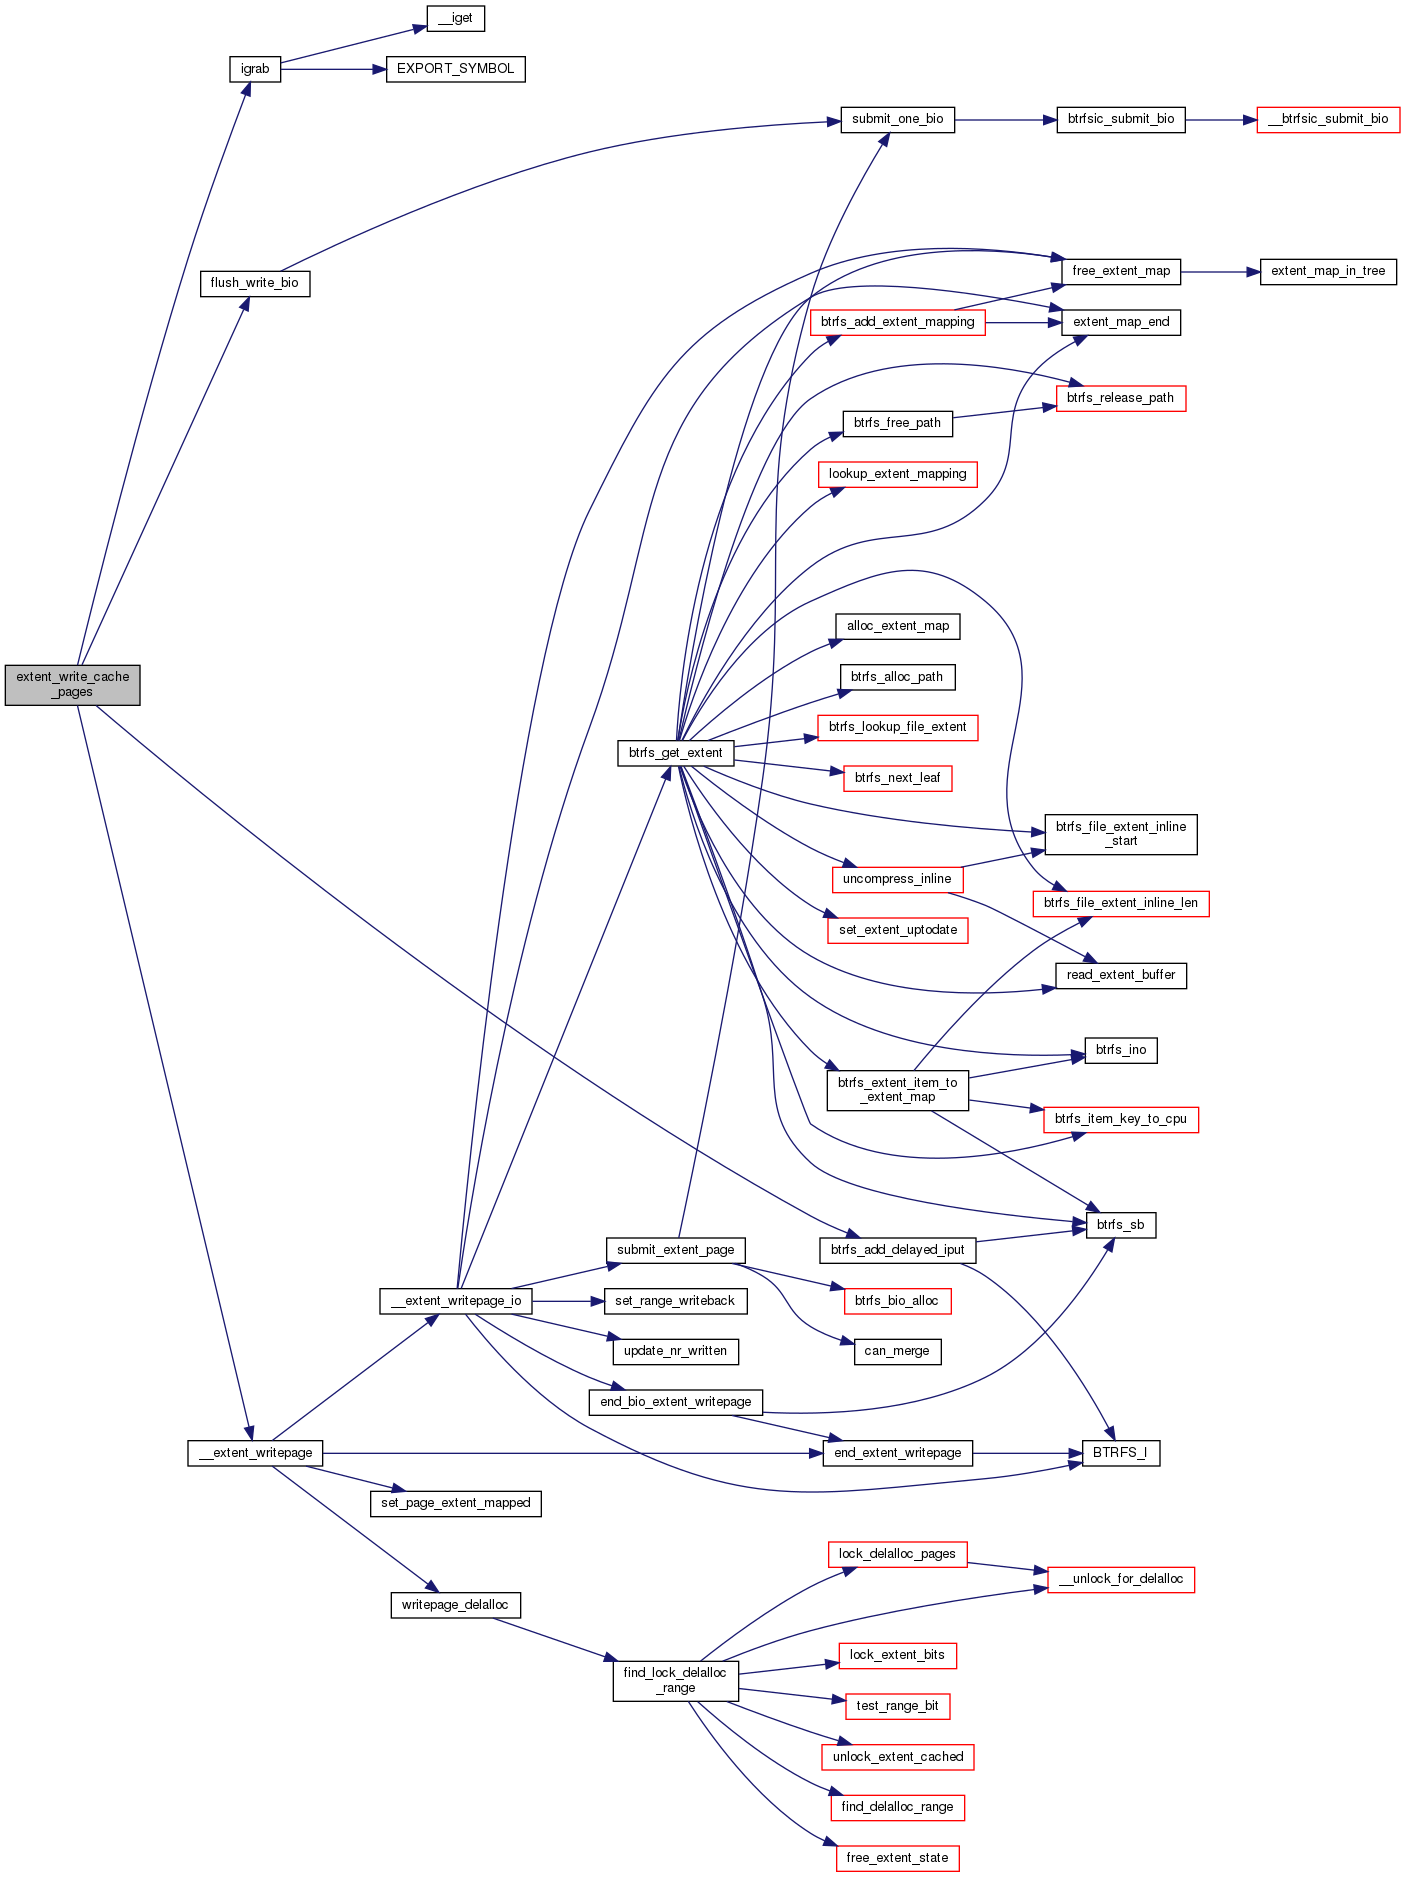 __iget
igrab
EXPORT_SYMBOL
submit_one_bio
btrfsic_submit_bio
__btrfsic_submit_bio
flush_write_bio
free_extent_map
extent_map_in_tree
btrfs_add_extent_mapping
extent_map_end
btrfs_release_path
btrfs_free_path
lookup_extent_mapping
alloc_extent_map
extent_write_cache
_pages
btrfs_alloc_path
btrfs_lookup_file_extent
btrfs_get_extent
btrfs_next_leaf
btrfs_file_extent_inline
_start
uncompress_inline
btrfs_file_extent_inline_len
set_extent_uptodate
read_extent_buffer
btrfs_ino
btrfs_extent_item_to
_extent_map
btrfs_item_key_to_cpu
btrfs_sb
submit_extent_page
btrfs_add_delayed_iput
__extent_writepage_io
set_range_writeback
btrfs_bio_alloc
update_nr_written
can_merge
end_bio_extent_writepage
__extent_writepage
end_extent_writepage
BTRFS_I
set_page_extent_mapped
lock_delalloc_pages
__unlock_for_delalloc
writepage_delalloc
lock_extent_bits
find_lock_delalloc
_range
test_range_bit
unlock_extent_cached
find_delalloc_range
free_extent_state